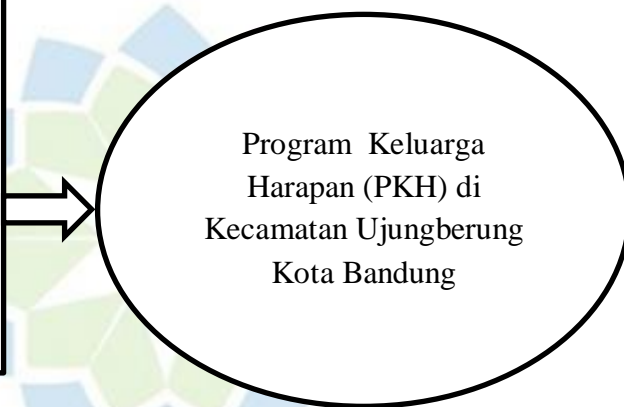 Program Keluarga
Harapan (PKH) di
Kecamatan Ujungberung
Kota Bandung